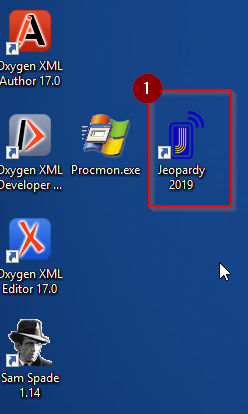 Oxygen XML
Author 17.0
1
Oxygen XML
Developer ...
Procmon.exe
Jeopardy
2019
Oxygen XML
Editor 17.0
Sam Spade
1.14